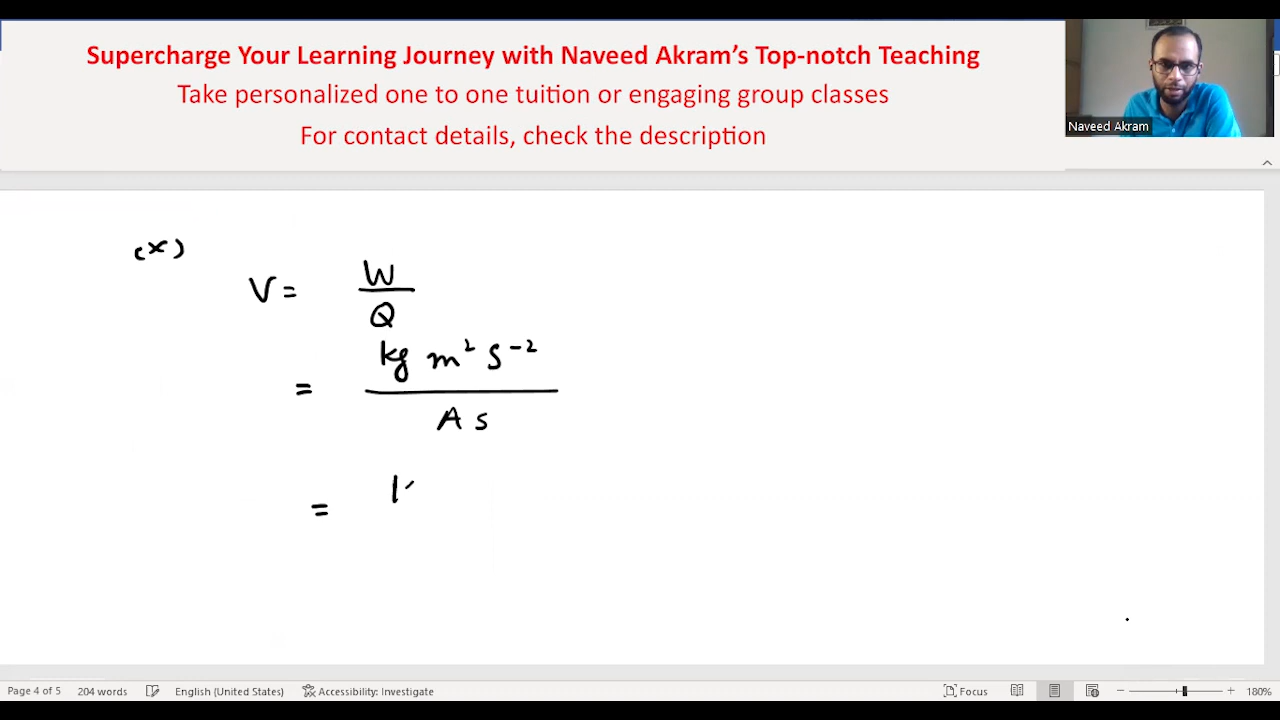 Supercharge Your Learning Journey with Naveed Akram's Top-notch Teaching
Take personalized one to one tuition or engaging group classes
For contact details, check the description
Naveed Akram
(x)
V = W / Q
= kg m² s⁻² / A s
=
Page 4 of 5 204 words English (United States) Accessibility: Investigate Focus 180%